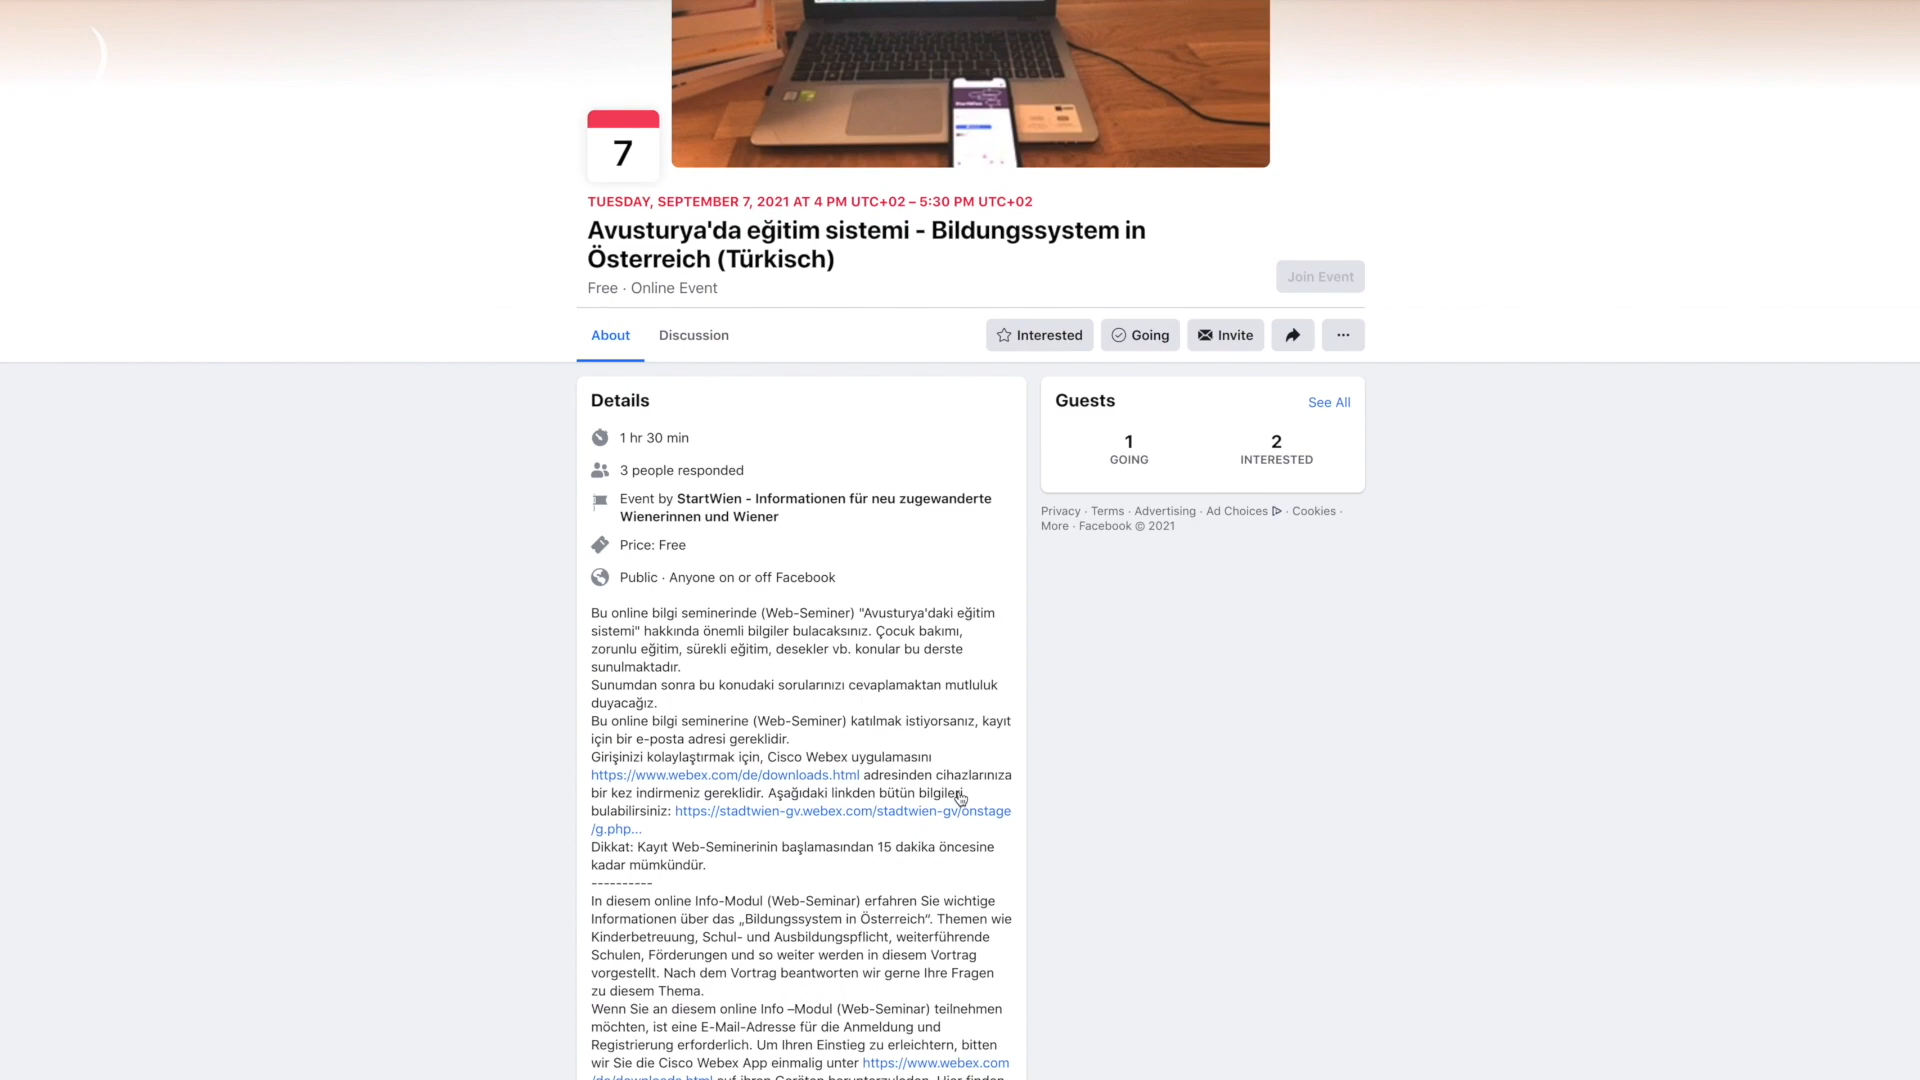 7
TUESDAY, SEPTEMBER 7, 2021 AT 4 PM UTC+02 – 5:30 PM UTC+02
Avusturya'da eğitim sistemi - Bildungssystem in
Österreich (Türkisch)
Free · Online Event
Join Event
About
Discussion
Interested
Going
Invite
Details
1 hr 30 min
3 people responded
Event by StartWien - Informationen für neu zugewanderte
Wienerinnen und Wiener
Price: Free
Public · Anyone on or off Facebook
Bu online bilgi seminerinde (Web-Seminer) "Avusturya'daki eğitim
sistemi" hakkında önemli bilgiler bulacaksınız. Çocuk bakımı,
zorunlu eğitim, sürekli eğitim, desekler vb. konular bu derste
sunulmaktadır.
Sunumdan sonra bu konudaki sorularınızı cevaplamaktan mutluluk
duyacağız.
Bu online bilgi seminerine (Web-Seminer) katılmak istiyorsanız, kayıt
için bir e-posta adresi gereklidir.
Girişinizi kolaylaştırmak için, Cisco Webex uygulamasını
https://www.webex.com/de/downloads.html adresinden cihazlarınıza
bir kez indirmeniz gereklidir. Aşağıdaki linkden bütün bilgileri
bulabilirsiniz: https://stadtwien-gv.webex.com/stadtwien-gv/onstage
/g.php...
Dikkat: Kayıt Web-Seminerinin başlamasından 15 dakika öncesine
kadar mümkündür.
----------
In diesem online Info-Modul (Web-Seminar) erfahren Sie wichtige
Informationen über das „Bildungssystem in Österreich“. Themen wie
Kinderbetreuung, Schul- und Ausbildungspflicht, weiterführende
Schulen, Förderungen und so weiter werden in diesem Vortrag
vorgestellt. Nach dem Vortrag beantworten wir gerne Ihre Fragen
zu diesem Thema.
Wenn Sie an diesem online Info –Modul (Web-Seminar) teilnehmen
möchten, ist eine E-Mail-Adresse für die Anmeldung und
Registrierung erforderlich. Um Ihren Einstieg zu erleichtern, bitten
wir Sie die Cisco Webex App einmalig unter https://www.webex.com
/de/downloads.html auf ihren Geräten herunterzuladen. Hier finden
Guests
See All
1
GOING
2
INTERESTED
Privacy · Terms · Advertising · Ad Choices · Cookies ·
More · Facebook © 2021